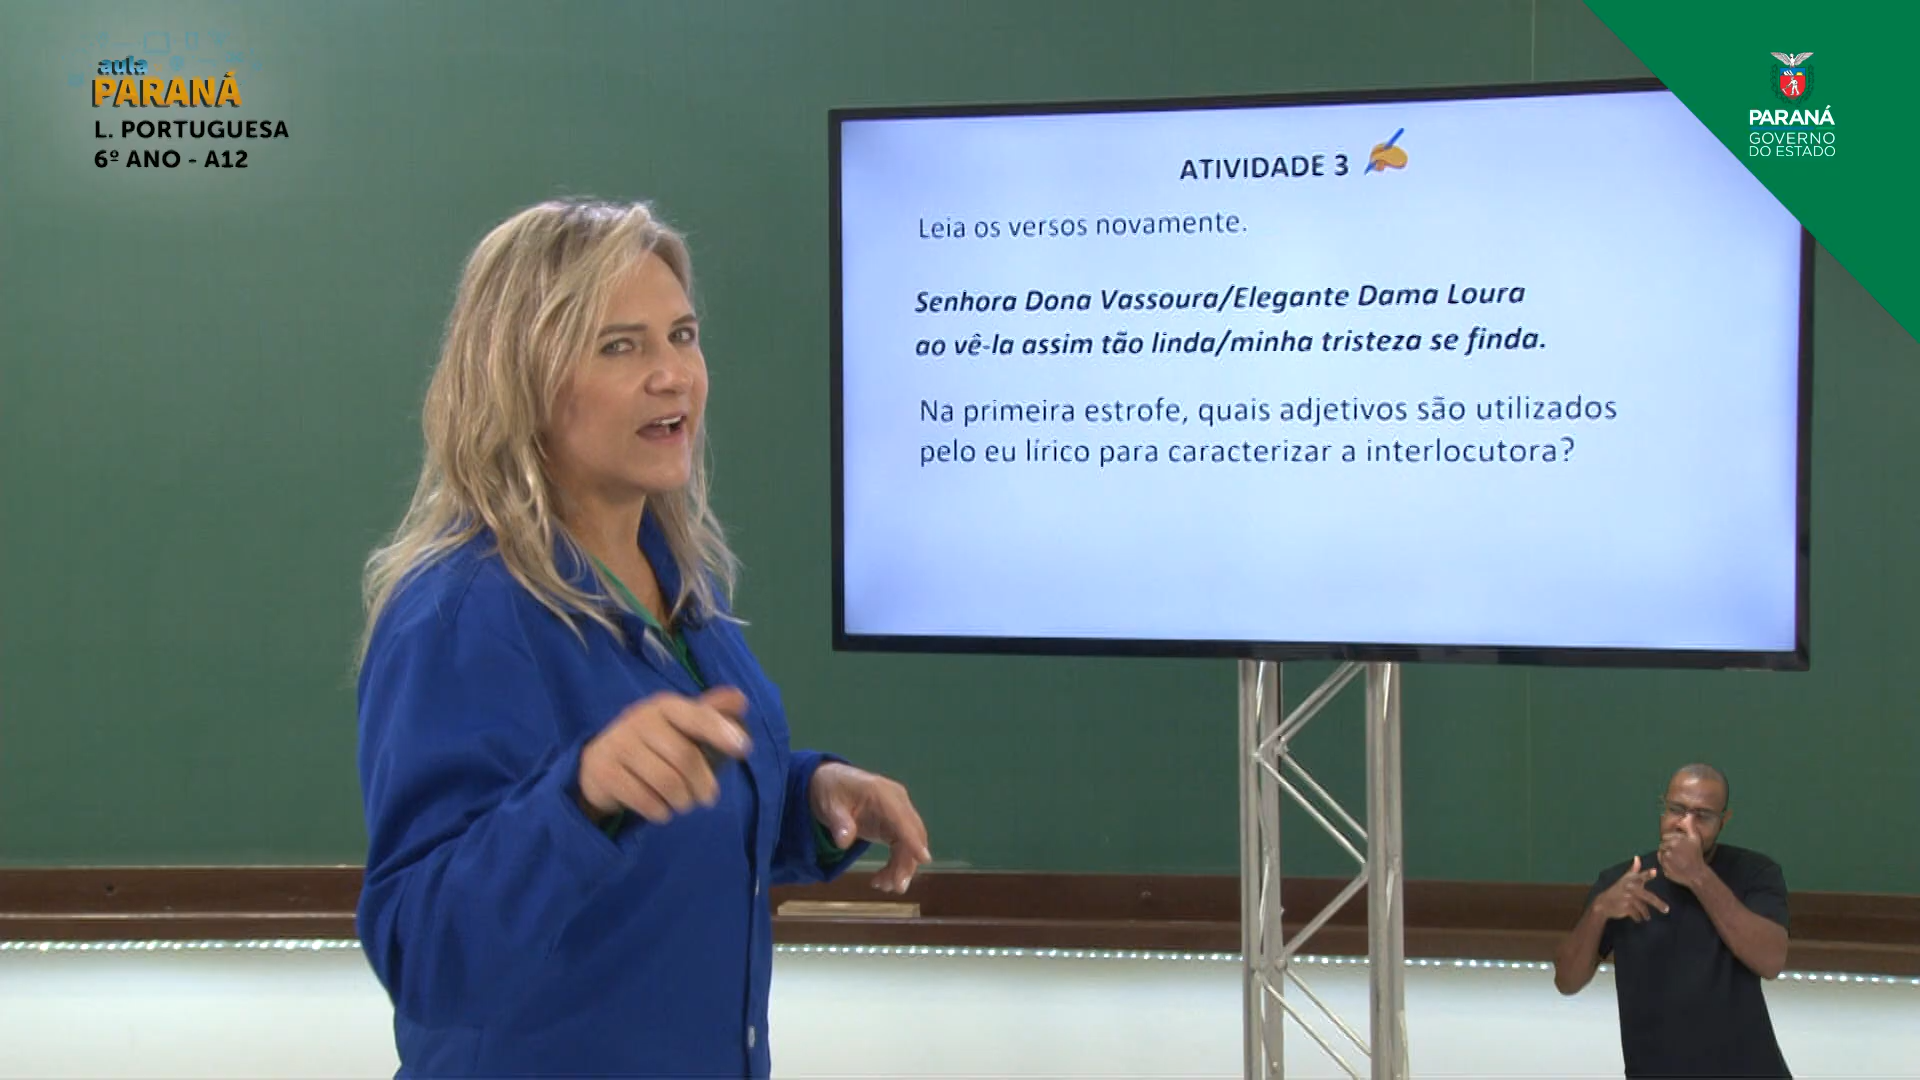 aula
PARANÁ
L. PORTUGUESA
6º ANO - A12
PARANÁ
GOVERNO
DO ESTADO
ATIVIDADE 3
Leia os versos novamente.
Senhora Dona Vassoura/Elegante Dama Loura
ao vê-la assim tão linda/minha tristeza se finda.
Na primeira estrofe, quais adjetivos são utilizados
pelo eu lírico para caracterizar a interlocutora?